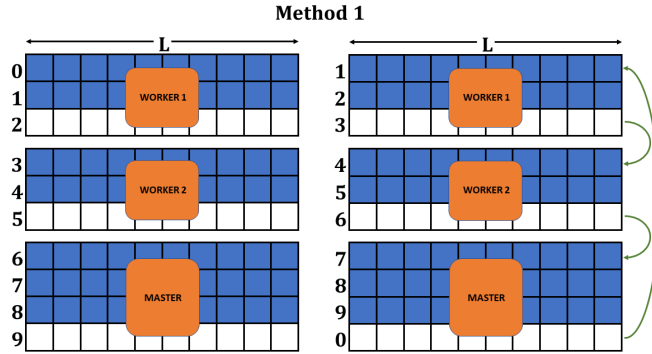 Method 1
L L
0 1
1 WORKER 1 2 WORKER 1
2 3
3 4
4 WORKER 2 5 WORKER 2
5 6
6 7
7 MASTER 8 MASTER
8 9
9 0